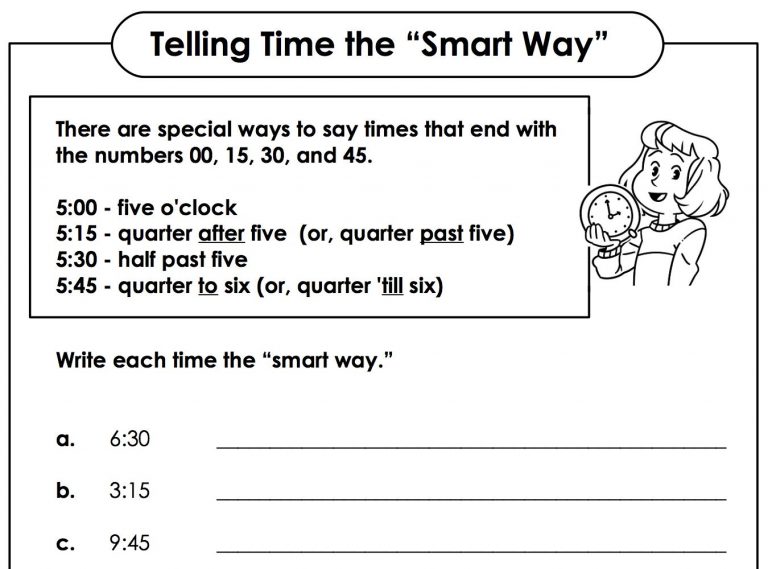 Telling Time the “Smart Way”
There are special ways to say times that end with
the numbers 00, 15, 30, and 45.
5:00 - five o'clock
5:15 - quarter after five (or, quarter past five)
5:30 - half past five
5:45 - quarter to six (or, quarter 'till six)
Write each time the “smart way.”
a. 6:30
b. 3:15
c. 9:45